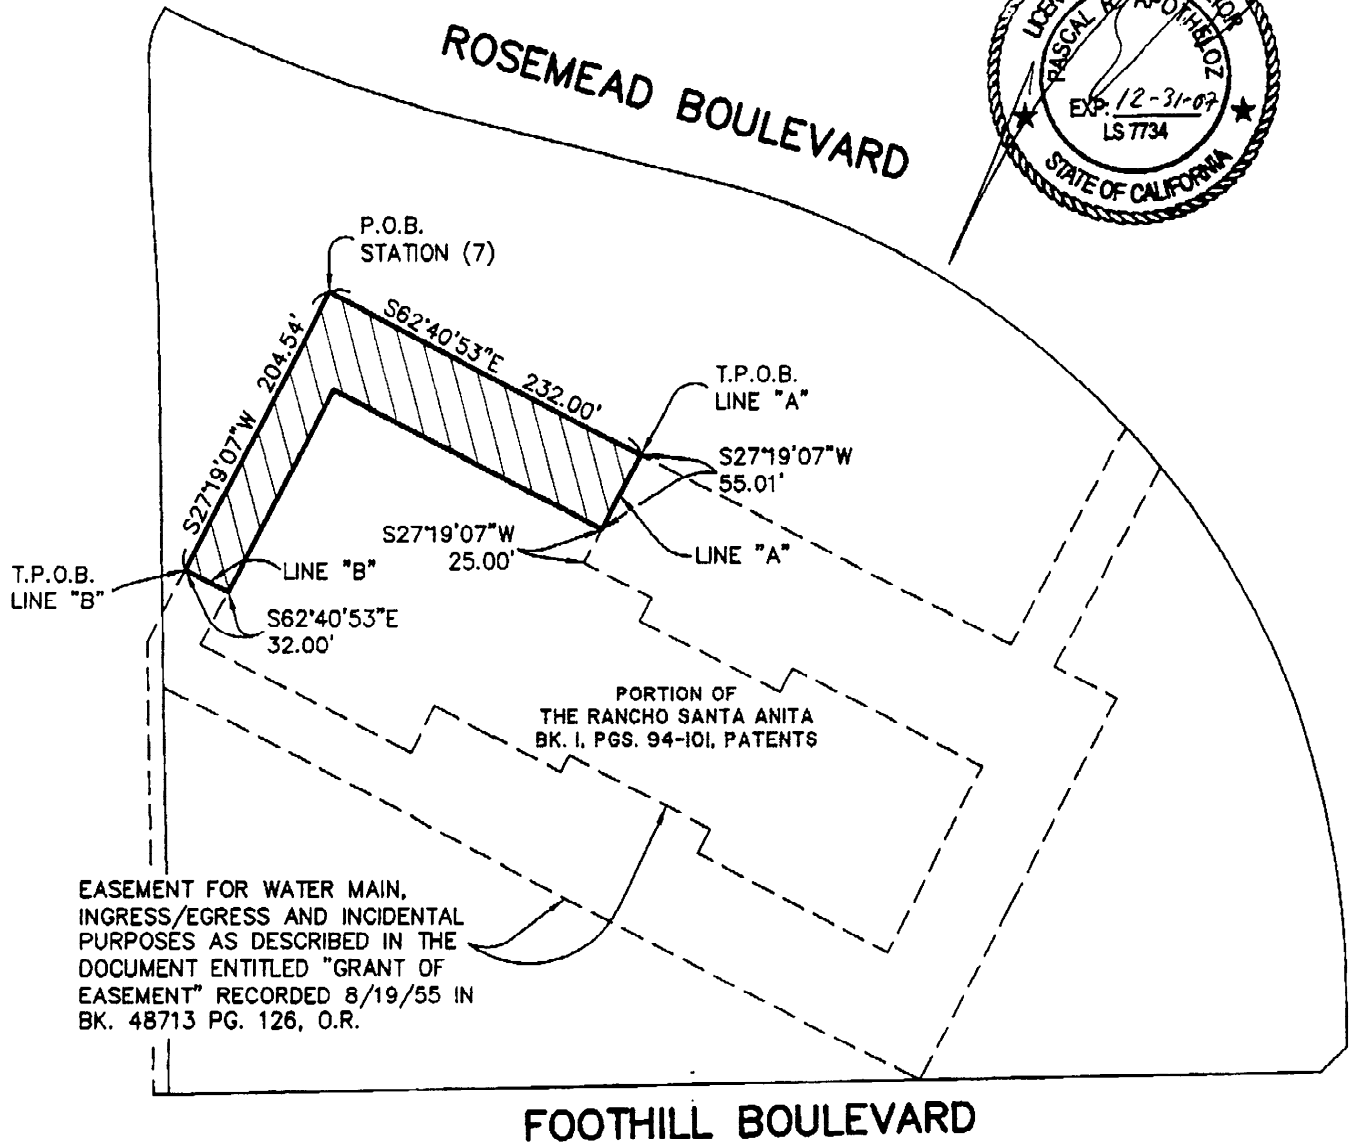 ROSEMEAD BOULEVARD
EXP. 12-31-07
LS 7734
STATE OF CALIFORNIA
P.O.B.
STATION (7)
S62°40'53"E 232.00'
S27°19'07"W 204.54'
T.P.O.B.
LINE "A"
S27°19'07"W
55.01'
S27°19'07"W
25.00'
LINE "A"
T.P.O.B.
LINE "B"
LINE "B"
S62°40'53"E
32.00'
PORTION OF
THE RANCHO SANTA ANITA
BK. 1, PGS. 94-101, PATENTS
EASEMENT FOR WATER MAIN,
INGRESS/EGRESS AND INCIDENTAL
PURPOSES AS DESCRIBED IN THE
DOCUMENT ENTITLED "GRANT OF
EASEMENT" RECORDED 8/19/55 IN
BK. 48713 PG. 126, O.R.
FOOTHILL BOULEVARD